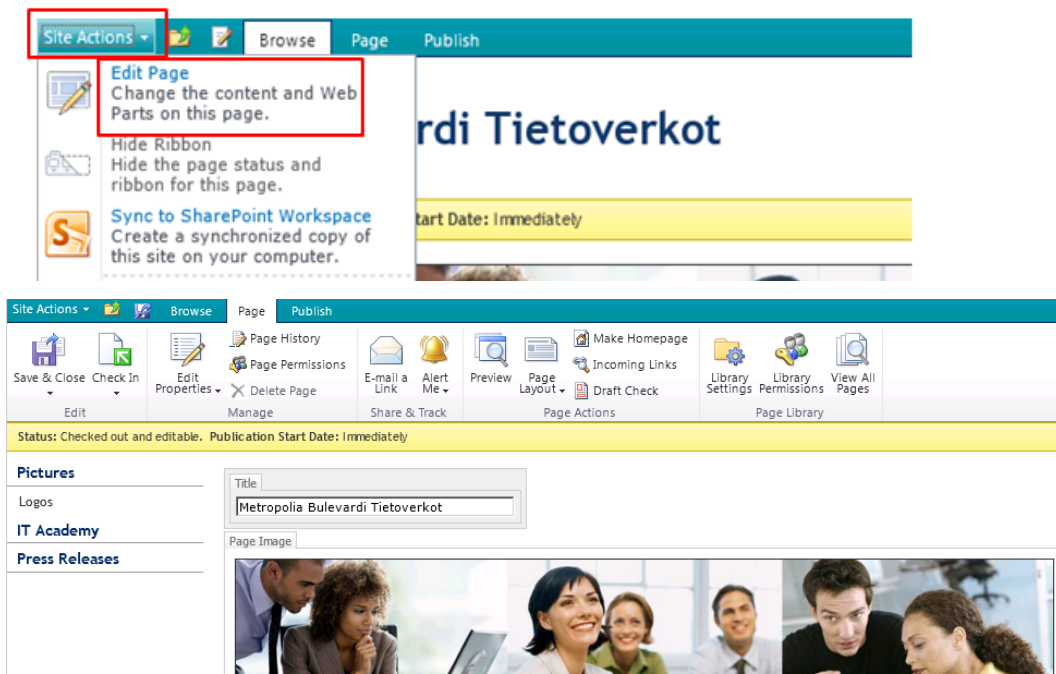 Site Actions Browse Page Publish
Edit Page
Change the content and Web
Parts on this page.
Hide Ribbon
Hide the page status and
ribbon for this page.
Sync to SharePoint Workspace
Create a synchronized copy of
this site on your computer.
rdi Tietoverkot
tart Date: Immediately
Site Actions Browse Page Publish
Save & Close Check In
Edit
Properties
Page History
Page Permissions
Delete Page
E-mail a
Link
Alert
Me
Preview
Page
Layout
Make Homepage
Incoming Links
Draft Check
Library
Settings
Library
Permissions
View All
Pages
Edit Manage Share & Track Page Actions Page Library
Status: Checked out and editable. Publication Start Date: Immediately
Pictures
Logos
IT Academy
Press Releases
Title
Metropolia Bulevardi Tietoverkot
Page Image